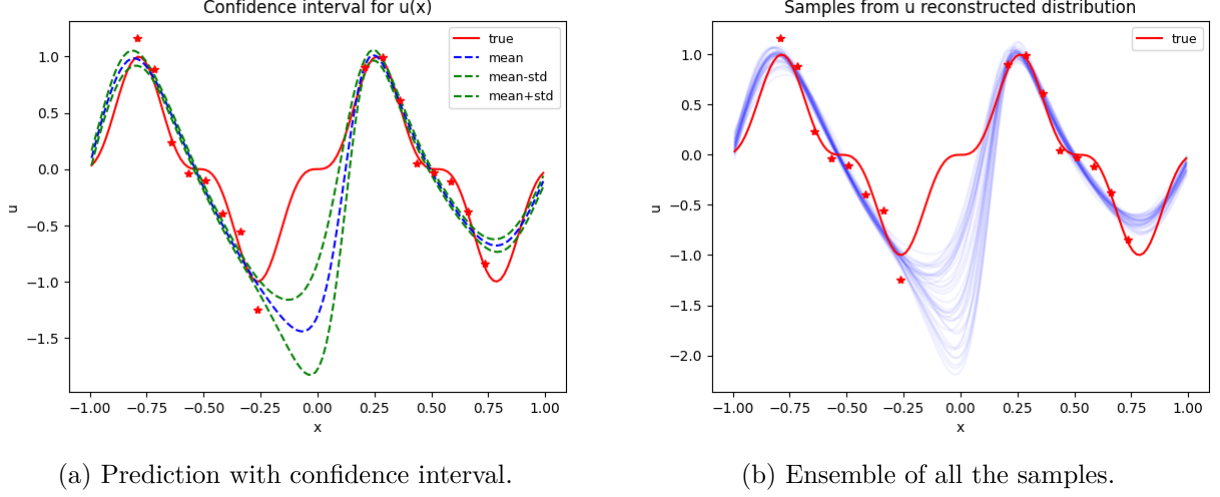 Confidence interval for u(x)
true
mean
mean-std
mean+std
1.0
0.5
0.0
−0.5
−1.0
−1.5
u
−1.00 −0.75 −0.50 −0.25 0.00 0.25 0.50 0.75 1.00
x
(a) Prediction with confidence interval.
Samples from u reconstructed distribution
true
1.0
0.5
0.0
−0.5
−1.0
−1.5
−2.0
u
−1.00 −0.75 −0.50 −0.25 0.00 0.25 0.50 0.75 1.00
x
(b) Ensemble of all the samples.